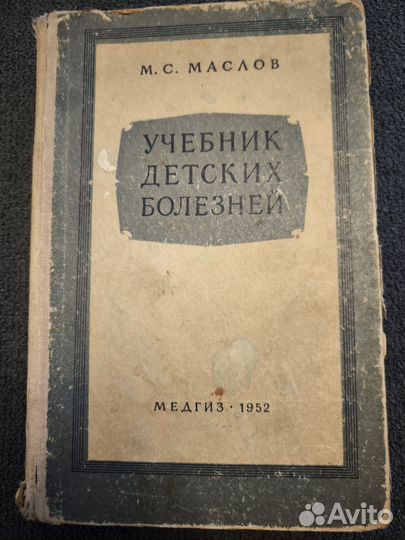 М. С. МАСЛОВ
УЧЕБНИК
ДЕТСКИХ
БОЛЕЗНЕЙ
МЕДГИЗ · 1952
Avito